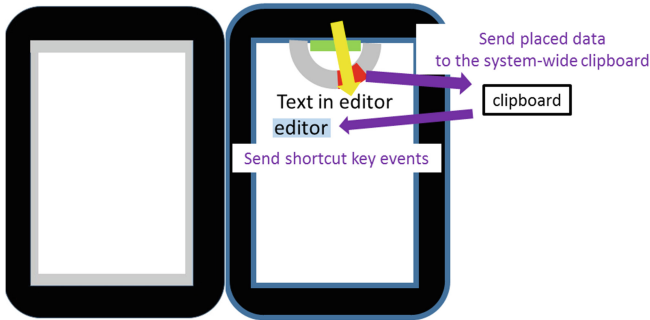 Send placed data
to the system-wide clipboard
clipboard
Text in editor
editor
Send shortcut key events